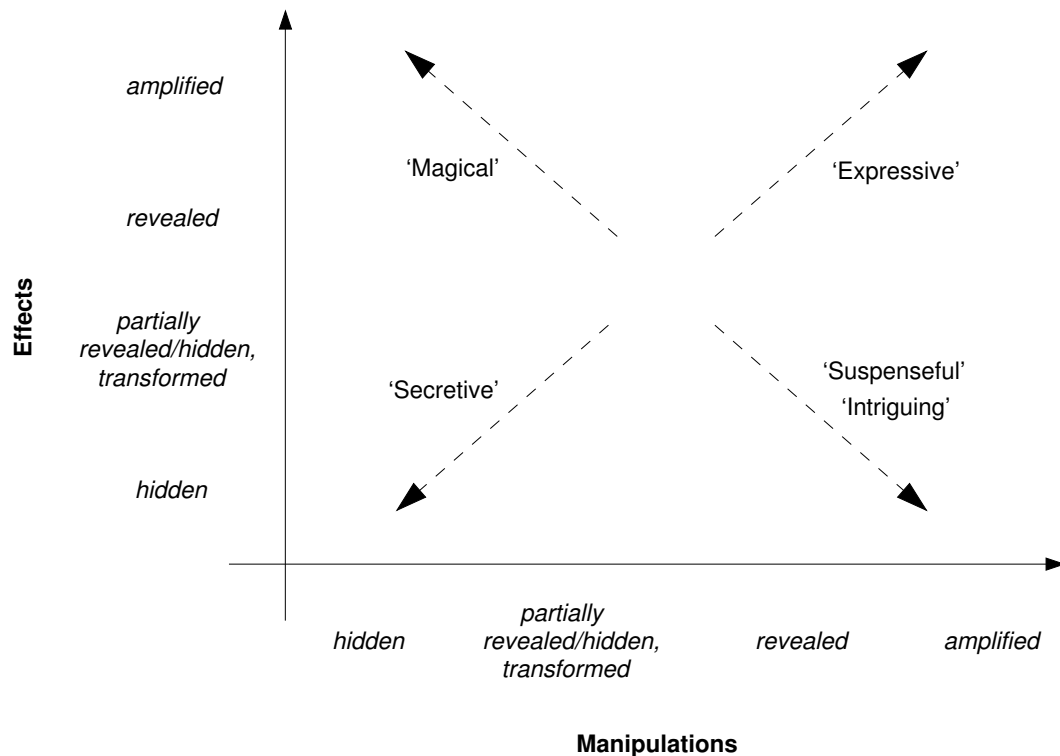 amplified
‘Magical’
‘Expressive’
revealed
Effects
partially
revealed/hidden,
transformed
‘Secretive’
‘Suspenseful’
‘Intriguing’
hidden
hidden
partially
revealed/hidden,
transformed
revealed
amplified
Manipulations